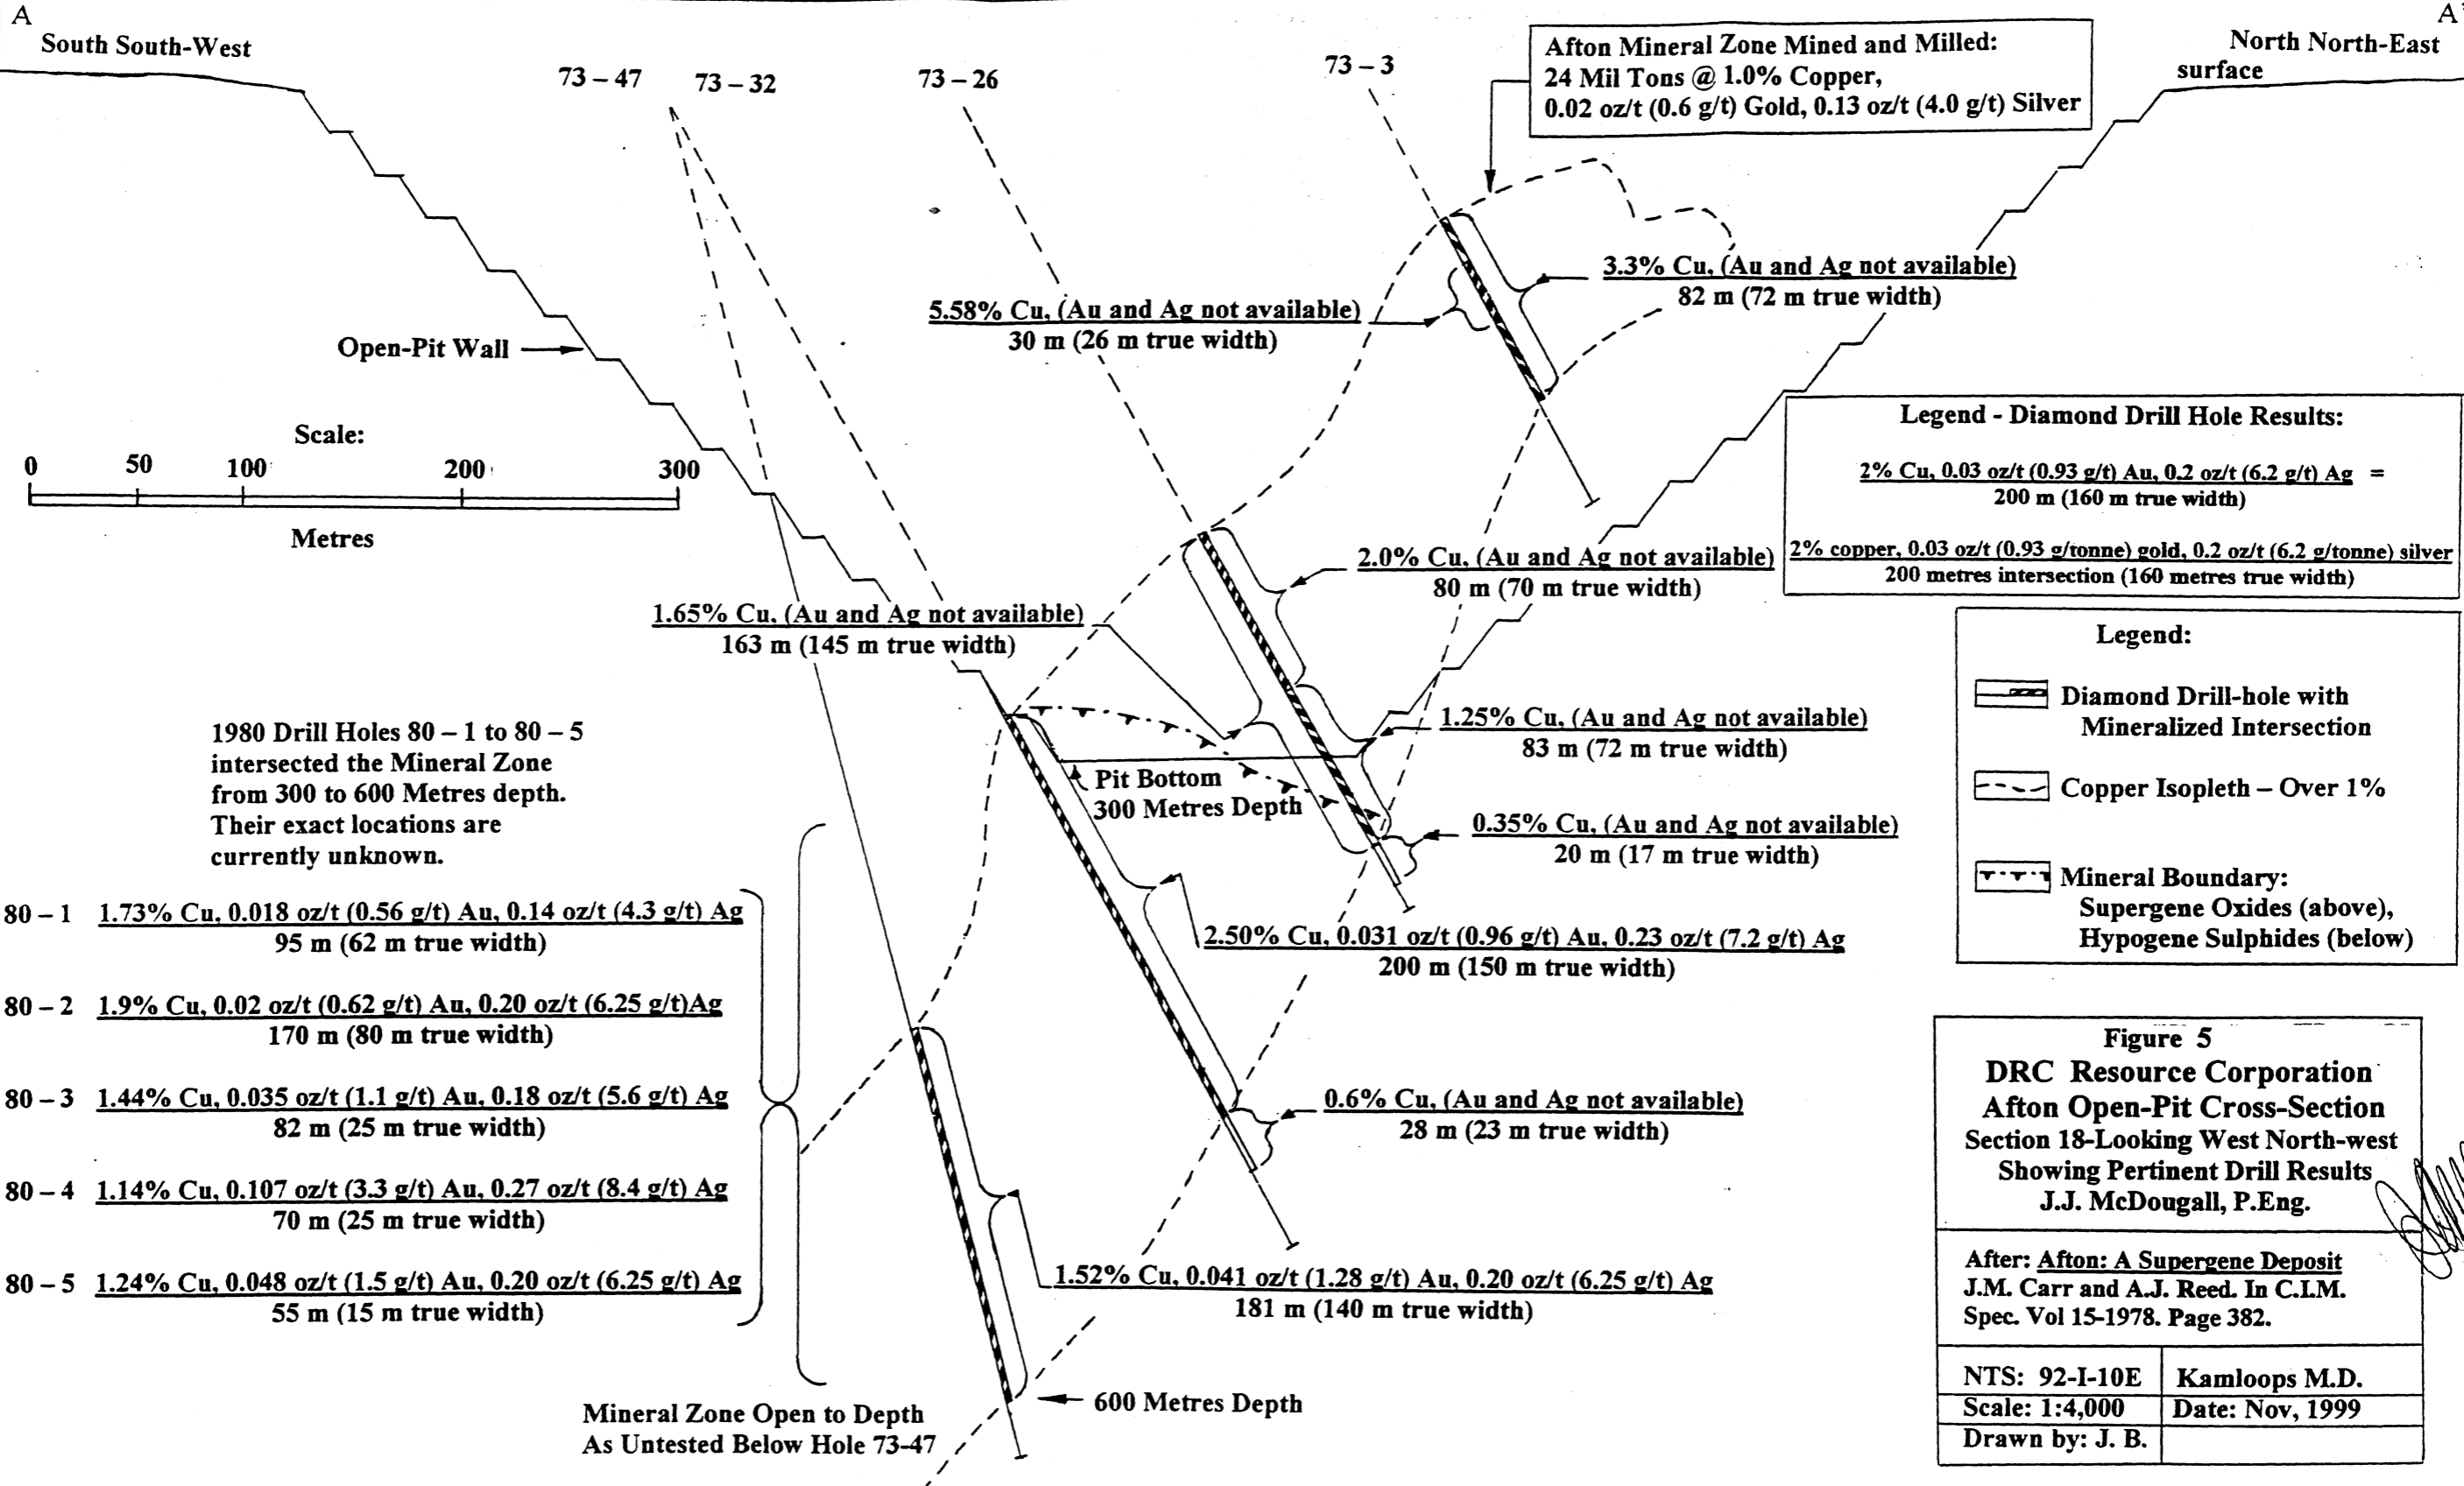 A
A'
South South-West
North North-East
surface
73 – 47
73 – 32
73 – 26
73 – 3
Afton Mineral Zone Mined and Milled:
24 Mil Tons @ 1.0% Copper,
0.02 oz/t (0.6 g/t) Gold, 0.13 oz/t (4.0 g/t) Silver
3.3% Cu, (Au and Ag not available)
82 m (72 m true width)
5.58% Cu, (Au and Ag not available)
30 m (26 m true width)
Open-Pit Wall
Scale:
0 50 100 200 300
Metres
Legend - Diamond Drill Hole Results:
2% Cu, 0.03 oz/t (0.93 g/t) Au, 0.2 oz/t (6.2 g/t) Ag =
200 m (160 m true width)
2% copper, 0.03 oz/t (0.93 g/tonne) gold, 0.2 oz/t (6.2 g/tonne) silver
200 metres intersection (160 metres true width)
2.0% Cu, (Au and Ag not available)
80 m (70 m true width)
1.65% Cu, (Au and Ag not available)
163 m (145 m true width)
Legend:
Diamond Drill-hole with
Mineralized Intersection
Copper Isopleth – Over 1%
Mineral Boundary:
Supergene Oxides (above),
Hypogene Sulphides (below)
1.25% Cu, (Au and Ag not available)
83 m (72 m true width)
Pit Bottom
300 Metres Depth
0.35% Cu, (Au and Ag not available)
20 m (17 m true width)
1980 Drill Holes 80 – 1 to 80 – 5
intersected the Mineral Zone
from 300 to 600 Metres depth.
Their exact locations are
currently unknown.
80 – 1 1.73% Cu, 0.018 oz/t (0.56 g/t) Au, 0.14 oz/t (4.3 g/t) Ag
95 m (62 m true width)
80 – 2 1.9% Cu, 0.02 oz/t (0.62 g/t) Au, 0.20 oz/t (6.25 g/t)Ag
170 m (80 m true width)
80 – 3 1.44% Cu, 0.035 oz/t (1.1 g/t) Au, 0.18 oz/t (5.6 g/t) Ag
82 m (25 m true width)
80 – 4 1.14% Cu, 0.107 oz/t (3.3 g/t) Au, 0.27 oz/t (8.4 g/t) Ag
70 m (25 m true width)
80 – 5 1.24% Cu, 0.048 oz/t (1.5 g/t) Au, 0.20 oz/t (6.25 g/t) Ag
55 m (15 m true width)
2.50% Cu, 0.031 oz/t (0.96 g/t) Au, 0.23 oz/t (7.2 g/t) Ag
200 m (150 m true width)
0.6% Cu, (Au and Ag not available)
28 m (23 m true width)
1.52% Cu, 0.041 oz/t (1.28 g/t) Au, 0.20 oz/t (6.25 g/t) Ag
181 m (140 m true width)
600 Metres Depth
Mineral Zone Open to Depth
As Untested Below Hole 73-47
Figure 5
DRC Resource Corporation
Afton Open-Pit Cross-Section
Section 18-Looking West North-west
Showing Pertinent Drill Results
J.J. McDougall, P.Eng.
After: Afton: A Supergene Deposit
J.M. Carr and A.J. Reed. In C.I.M.
Spec. Vol 15-1978. Page 382.
NTS: 92-I-10E
Kamloops M.D.
Scale: 1:4,000
Date: Nov, 1999
Drawn by: J. B.